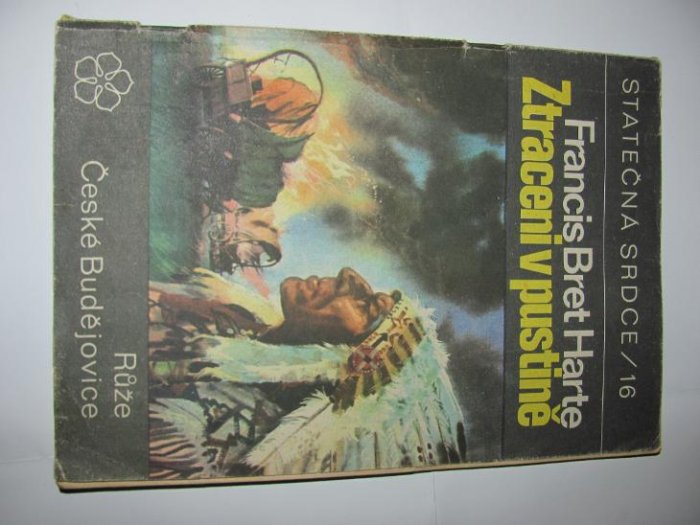 STATEČNÁ SRDCE/16
Francis Bret Harte
Ztraceni v pustině
Růže
České Budějovice